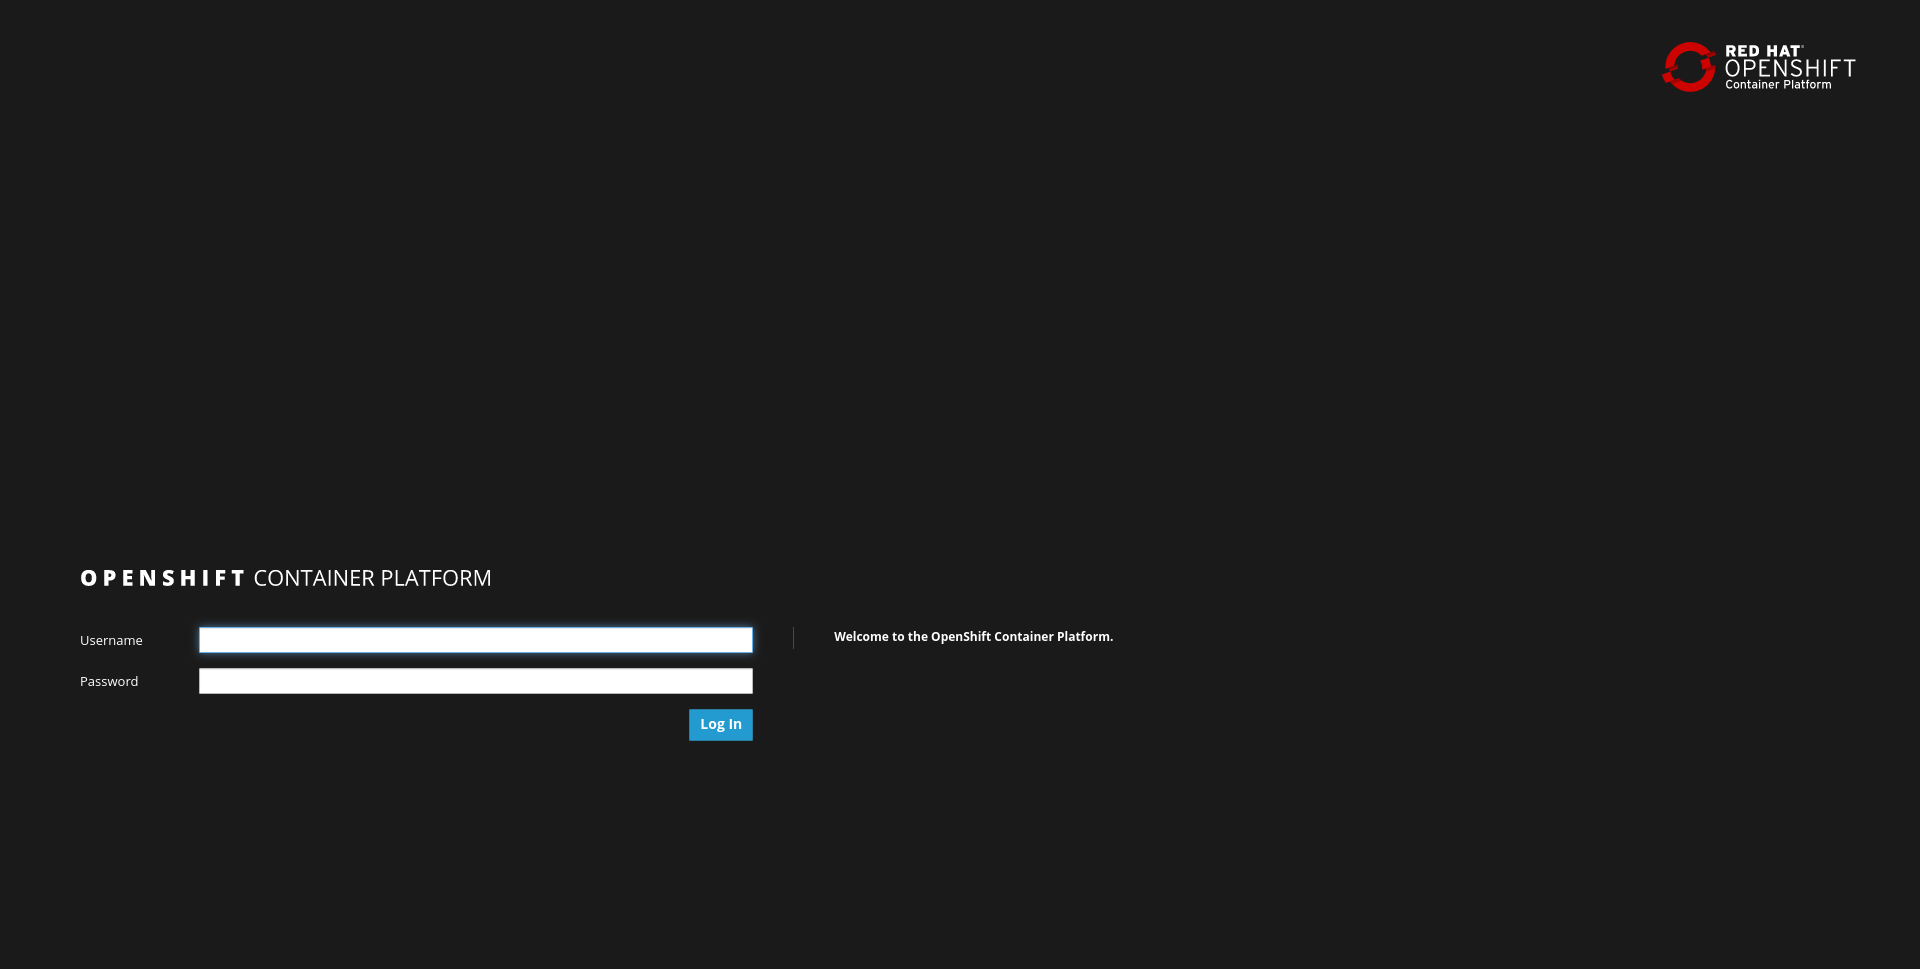 RED HAT
OPENSHIFT
Container Platform
OPENSHIFT CONTAINER PLATFORM
Username
Welcome to the OpenShift Container Platform.
Password
Log In